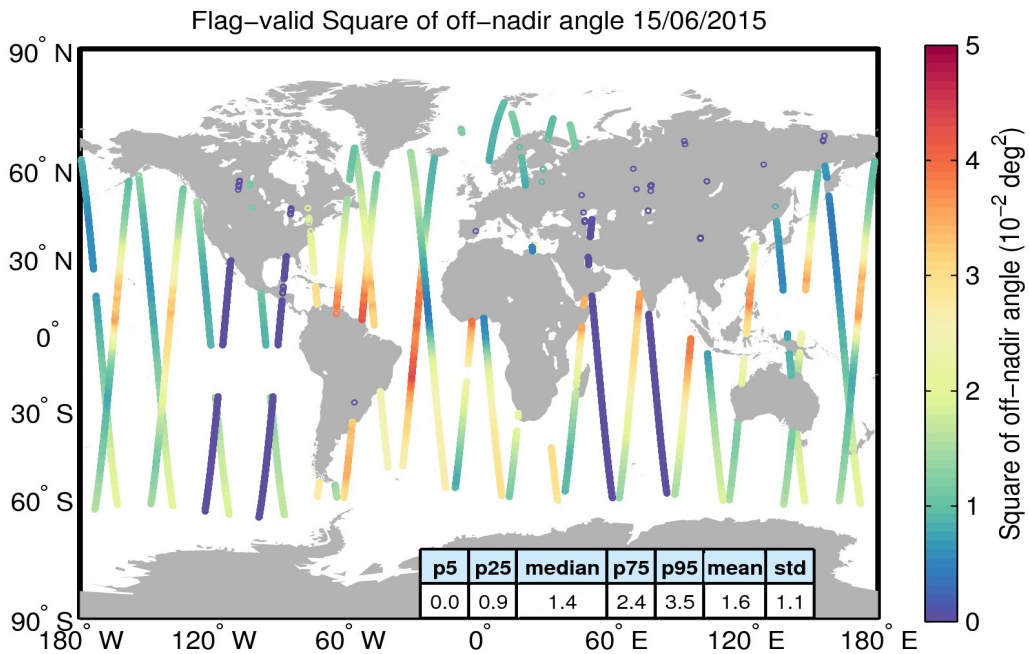 Flag−valid Square of off−nadir angle 15/06/2015
90° N
60° N
30° N
0°
30° S
60° S
90° S
180° W
120° W
60° W
0°
60° E
120° E
180° E
p5 p25 median p75 p95 mean std
0.0 0.9 1.4 2.4 3.5 1.6 1.1
5
4
3
2
1
0
Square of off−nadir angle (10⁻² deg²)